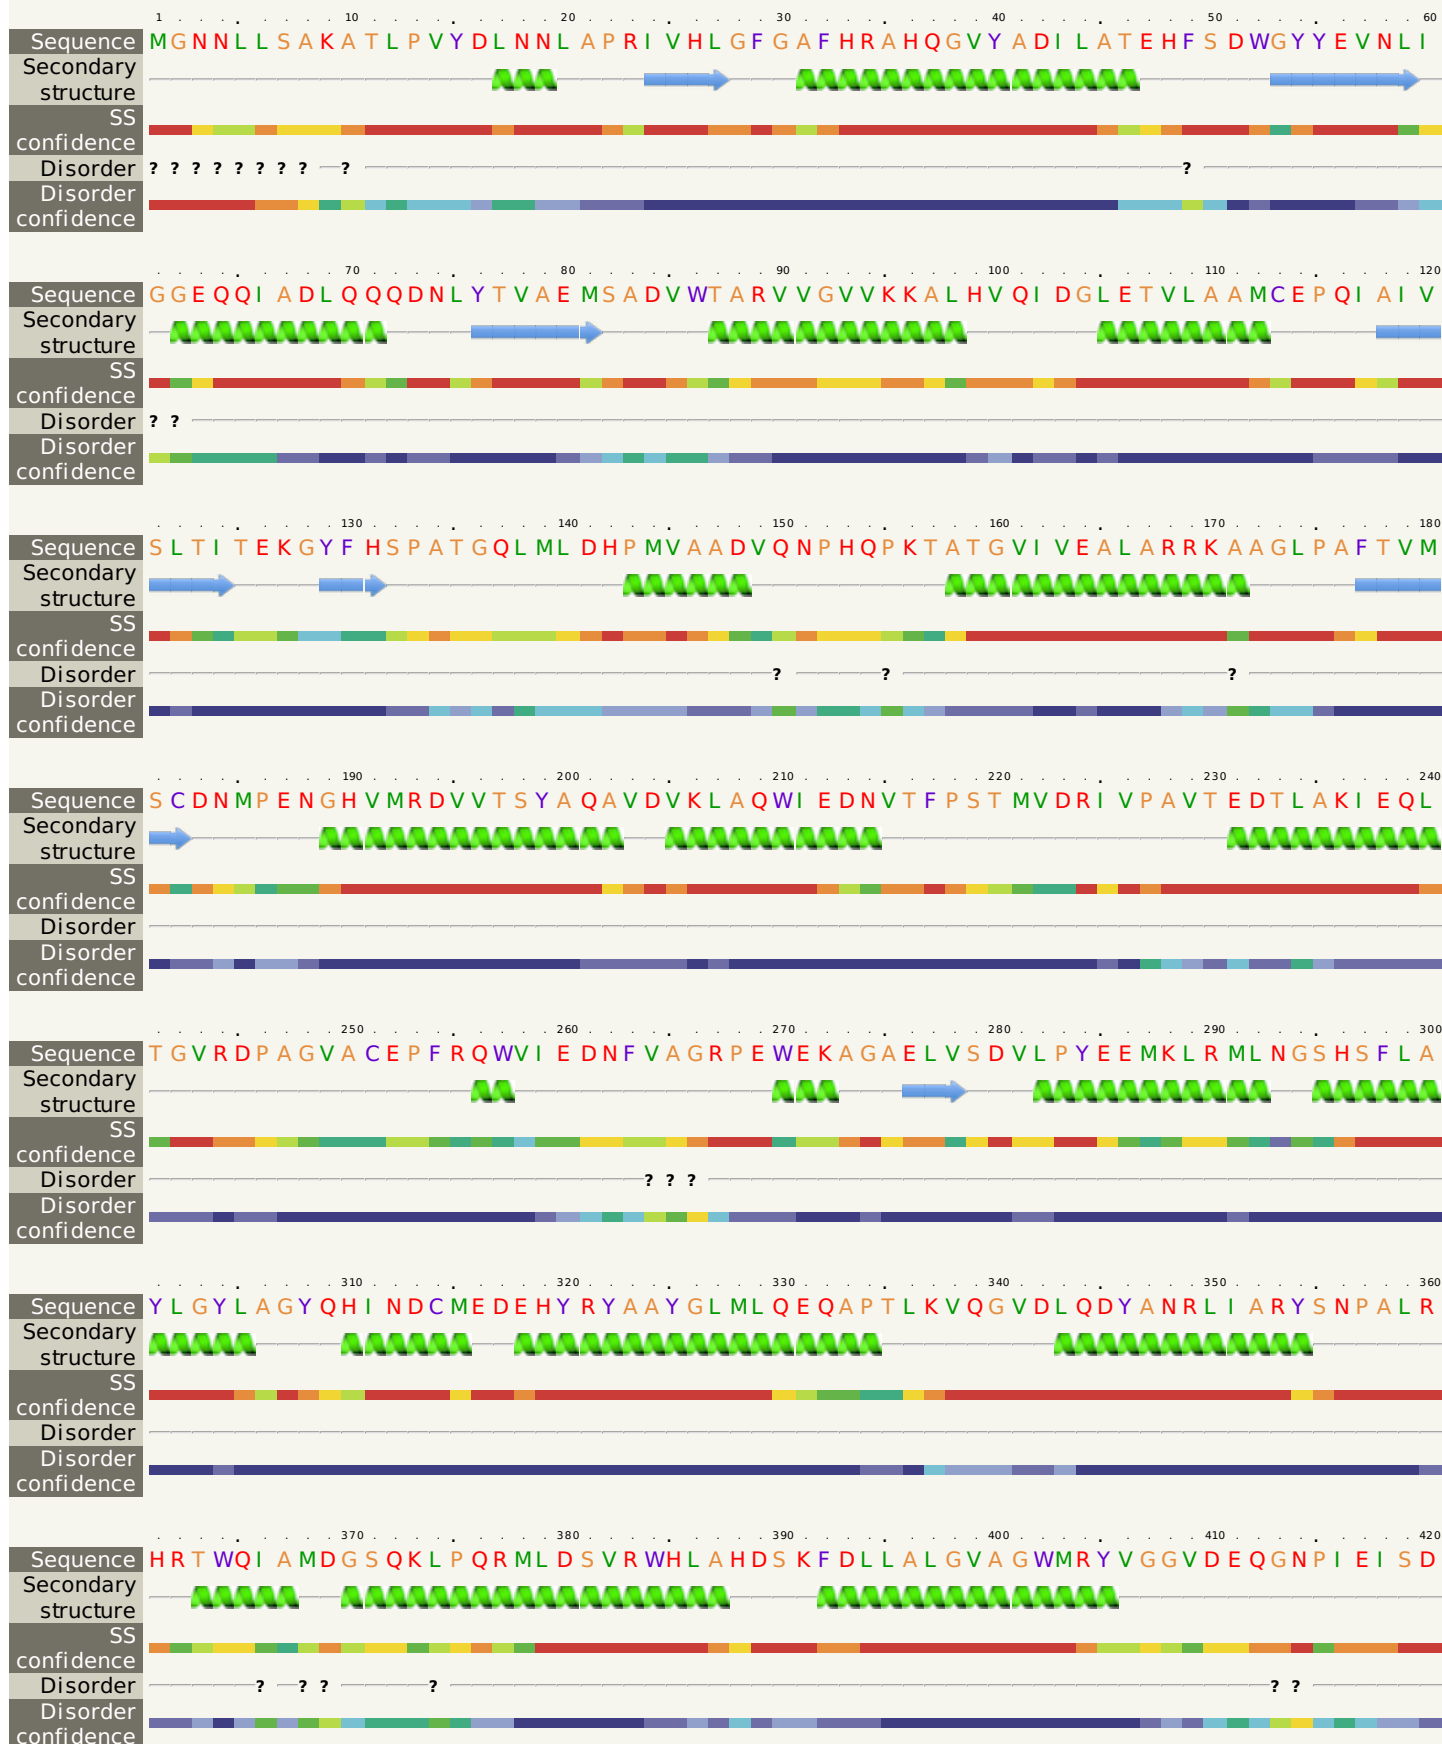 1 10 20 30 40 50 60
Sequence MGNNLLSAKATLPVYDLNNLAPRIVHLGFGAFHRAHQGVYADILATEHFSDWGYYEVNLI
Secondary
structure
SS
confidence
Disorder ? ? ? ? ? ? ? ? ? ?
Disorder
confidence
70 80 90 100 110 120
Sequence GGEQQIADLQQQDNLYTVAEMSADVWTARVVGVVKKALHVQIDGLETVLAAMCEPQIAIV
Secondary
structure
SS
confidence
Disorder ? ?
Disorder
confidence
130 140 150 160 170 180
Sequence SLTITEKGYFHSPATGQLMLDHPMVAADVQNPHQPKTATGVIVEALARRKAAGLPAFTVM
Secondary
structure
SS
confidence
Disorder ? ? ?
Disorder
confidence
190 200 210 220 230 240
Sequence SCDNMPENGHVMRDVVTSYAQAVDVKLAQWIEDNVTFPSTMVDRIVPAVTEDTLAKIEQL
Secondary
structure
SS
confidence
Disorder
Disorder
confidence
250 260 270 280 290 300
Sequence TGVRDPAGVACEPFRQWVIEDNFVAGRPEWEKAGAELVSDVLPYEEMKLRMLNGSHSFLA
Secondary
structure
SS
confidence
Disorder ? ? ?
Disorder
confidence
310 320 330 340 350 360
Sequence YLGYLAGYQHINDCMEDEHYRYAAYGLMLQEQAPTLKVQGVDLQDYANRLIARYSNPALR
Secondary
structure
SS
confidence
Disorder
Disorder
confidence
370 380 390 400 410 420
Sequence HRTWQIAMDGSQKLPQRMLDSVRWHLAHDSKFDLLALGVAGWMRYVGGVDEQGNPIEISD
Secondary
structure
SS
confidence
Disorder ? ? ? ? ? ?
Disorder
confidence